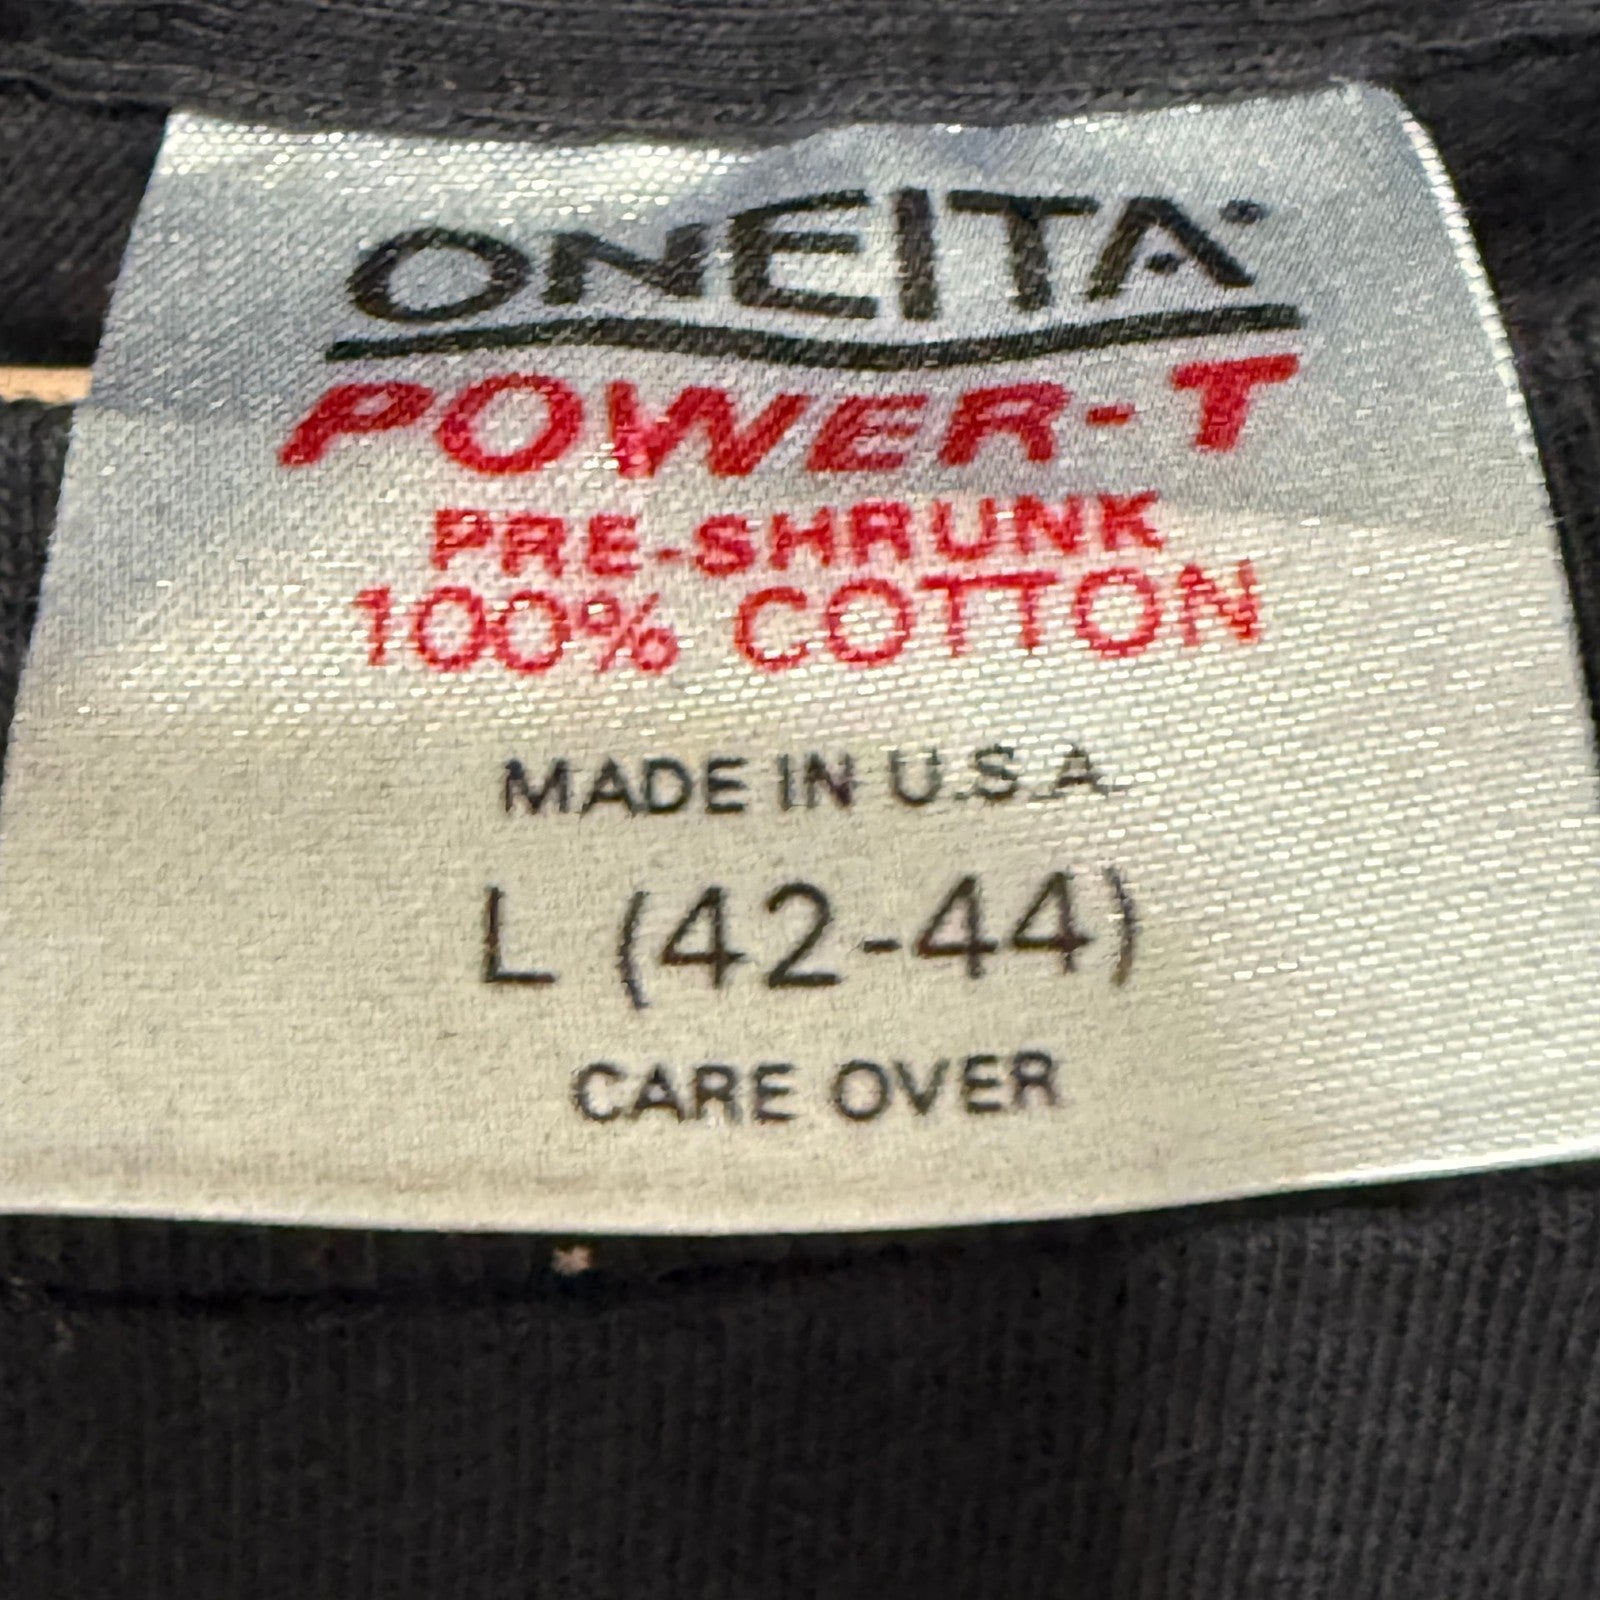 ONEITA®
POWER-T
PRE-SHRUNK
100% COTTON
MADE IN U.S.A.
L (42-44)
CARE OVER